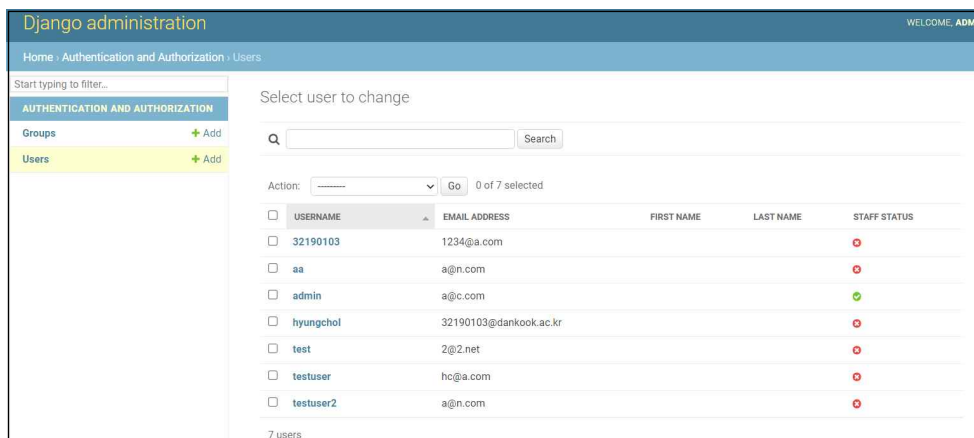 Django administration
WELCOME, ADM
Home › Authentication and Authorization › Users
Start typing to filter...
AUTHENTICATION AND AUTHORIZATION
Groups + Add
Users + Add
Select user to change
Search
Action: --------- Go 0 of 7 selected
USERNAME EMAIL ADDRESS FIRST NAME LAST NAME STAFF STATUS
32190103 1234@a.com
aa a@n.com
admin a@c.com
hyungchol 32190103@dankook.ac.kr
test 2@2.net
testuser hc@a.com
testuser2 a@n.com
7 users